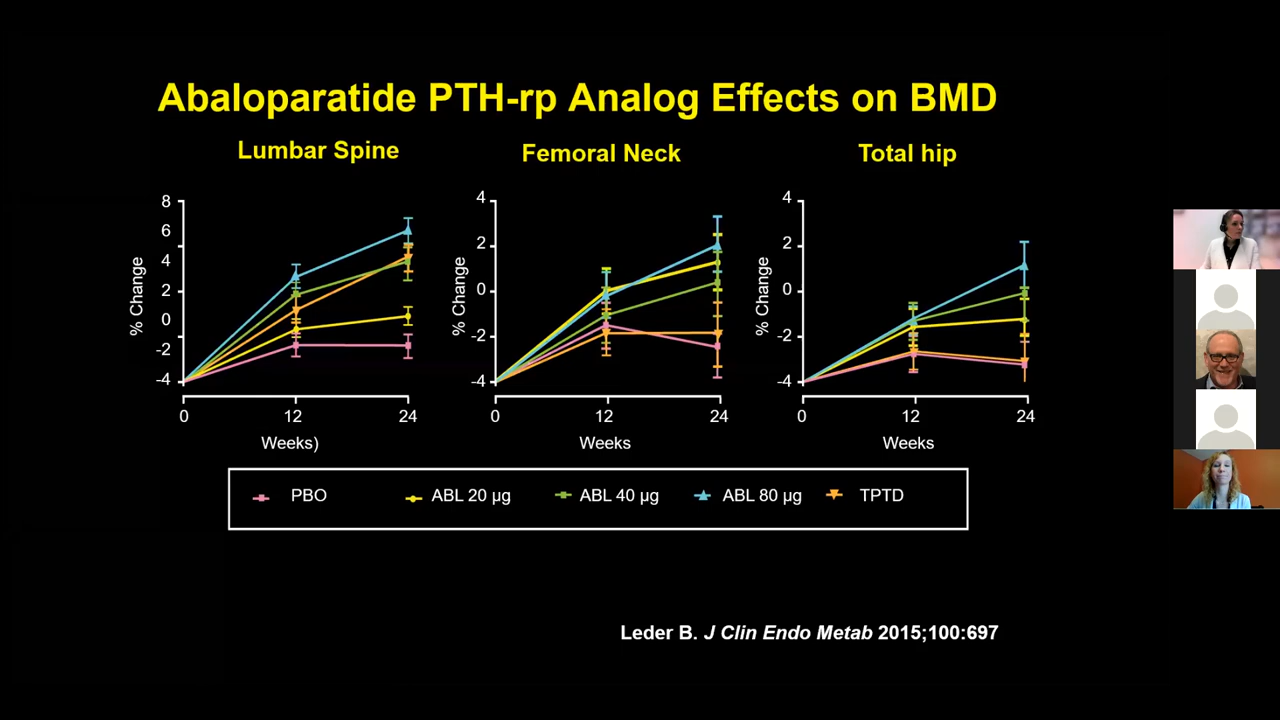 Abaloparatide PTH-rp Analog Effects on BMD
Lumbar Spine
8
6
4
2
0
-2
-4
% Change
0 12 24
Weeks)
Femoral Neck
4
2
0
-2
-4
% Change
0 12 24
Weeks
Total hip
4
2
0
-2
-4
% Change
0 12 24
Weeks
PBO ABL 20 µg ABL 40 µg ABL 80 µg TPTD
Leder B. J Clin Endo Metab 2015;100:697